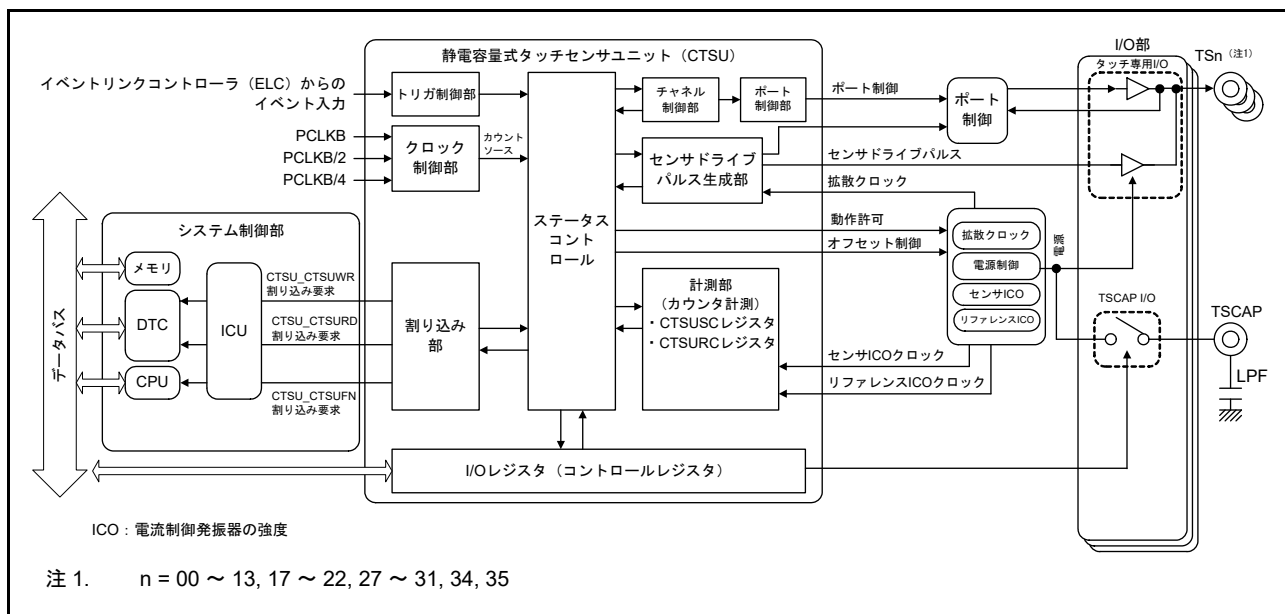 静電容量式タッチセンサユニット（CTSU）
I/O部
TSn（注1）
イベントリンクコントローラ（ELC）からの
イベント入力
トリガ制御部
チャネル
制御部
ポート
制御部
ポート制御
ポート
制御
タッチ専用I/O
PCLKB
PCLKB/2
PCLKB/4
クロック
制御部
カウント
ソース
センサドライブ
パルス生成部
センサドライブパルス
拡散クロック
ステータス
コント
ロール
動作許可
オフセット制御
拡散クロック
電源制御
センサICO
リファレンスICO
電源
システム制御部
データバス
メモリ
DTC
CPU
ICU
CTSU_CTSUWR
割り込み要求
CTSU_CTSURD
割り込み要求
CTSU_CTSUFN
割り込み要求
割り込み
部
計測部
（カウンタ計測）
・CTSUSCレジスタ
・CTSURCレジスタ
センサICOクロック
リファレンスICOクロック
TSCAP I/O
TSCAP
LPF
I/Oレジスタ（コントロールレジスタ）
ICO：電流制御発振器の強度
注 1. n = 00 ～ 13, 17 ～ 22, 27 ～ 31, 34, 35